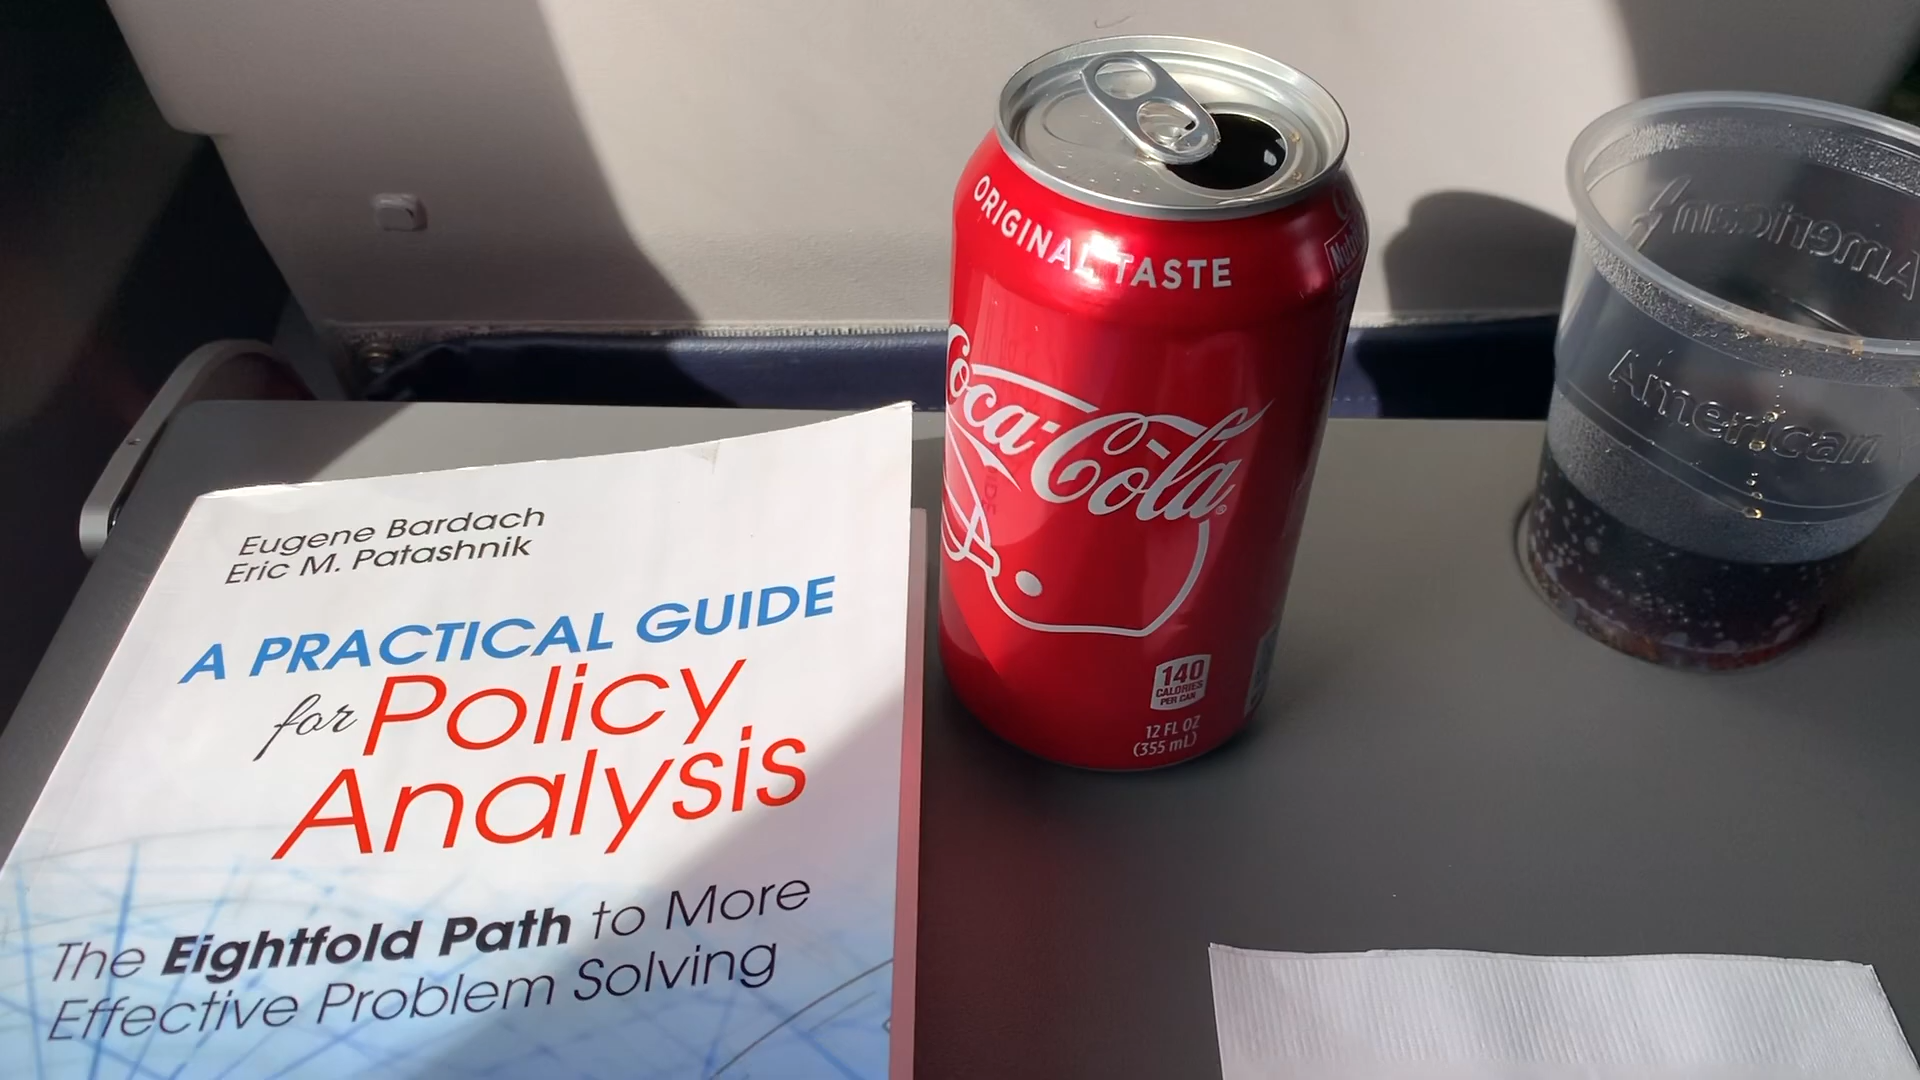 Eugene Bardach
Eric M. Patashnik
A PRACTICAL GUIDE
for Policy
Analysis
The Eightfold Path to More
Effective Problem Solving
ORIGINAL TASTE
Coca-Cola®
140
CALORIES
PER CAN
12 FL OZ
(355 mL)
American
American